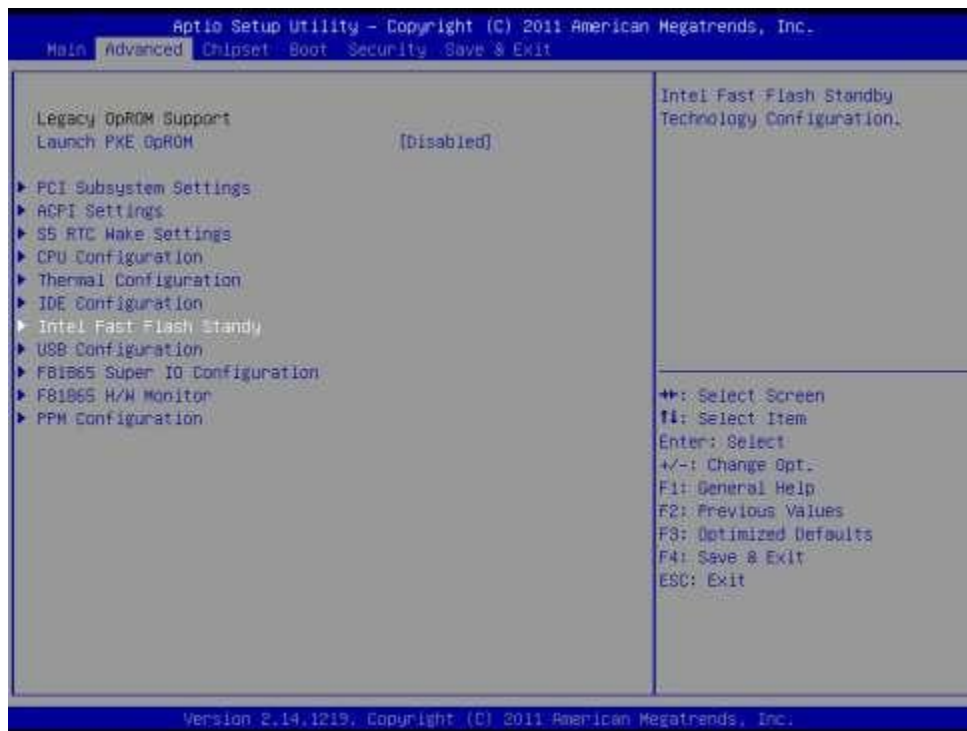 Aptio Setup Utility – Copyright (C) 2011 American Megatrends, Inc.
Main Advanced Chipset Boot Security Save & Exit
Legacy OpROM Support
Launch PXE OpROM [Disabled]
PCI Subsystem Settings
ACPI Settings
S5 RTC Wake Settings
CPU Configuration
Thermal Configuration
IDE Configuration
Intel Fast Flash Standy
USB Configuration
F81865 Super IO Configuration
F81865 H/W Monitor
PPM Configuration
Intel Fast Flash Standby
Technology Configuration.
↔: Select Screen
↑↓: Select Item
Enter: Select
+/-: Change Opt.
F1: General Help
F2: Previous Values
F3: Optimized Defaults
F4: Save & Exit
ESC: Exit
Version 2.14.1219. Copyright (C) 2011 American Megatrends, Inc.